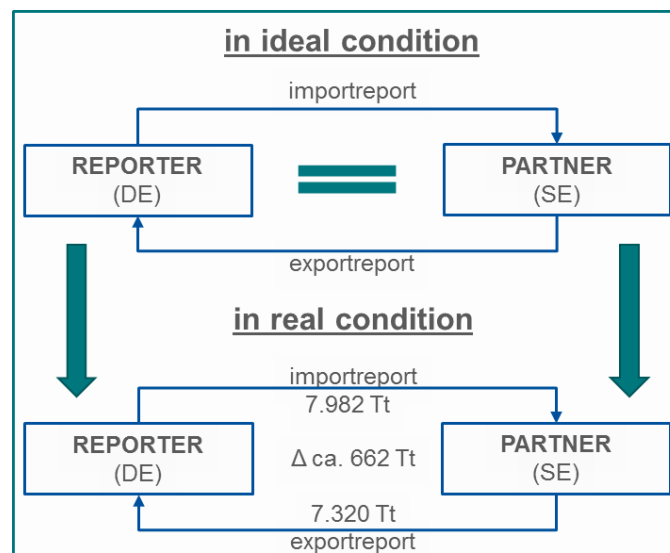 in ideal condition
importreport
REPORTER
(DE)
PARTNER
(SE)
exportreport
in real condition
importreport
7.982 Tt
REPORTER
(DE)
Δ ca. 662 Tt
PARTNER
(SE)
7.320 Tt
exportreport